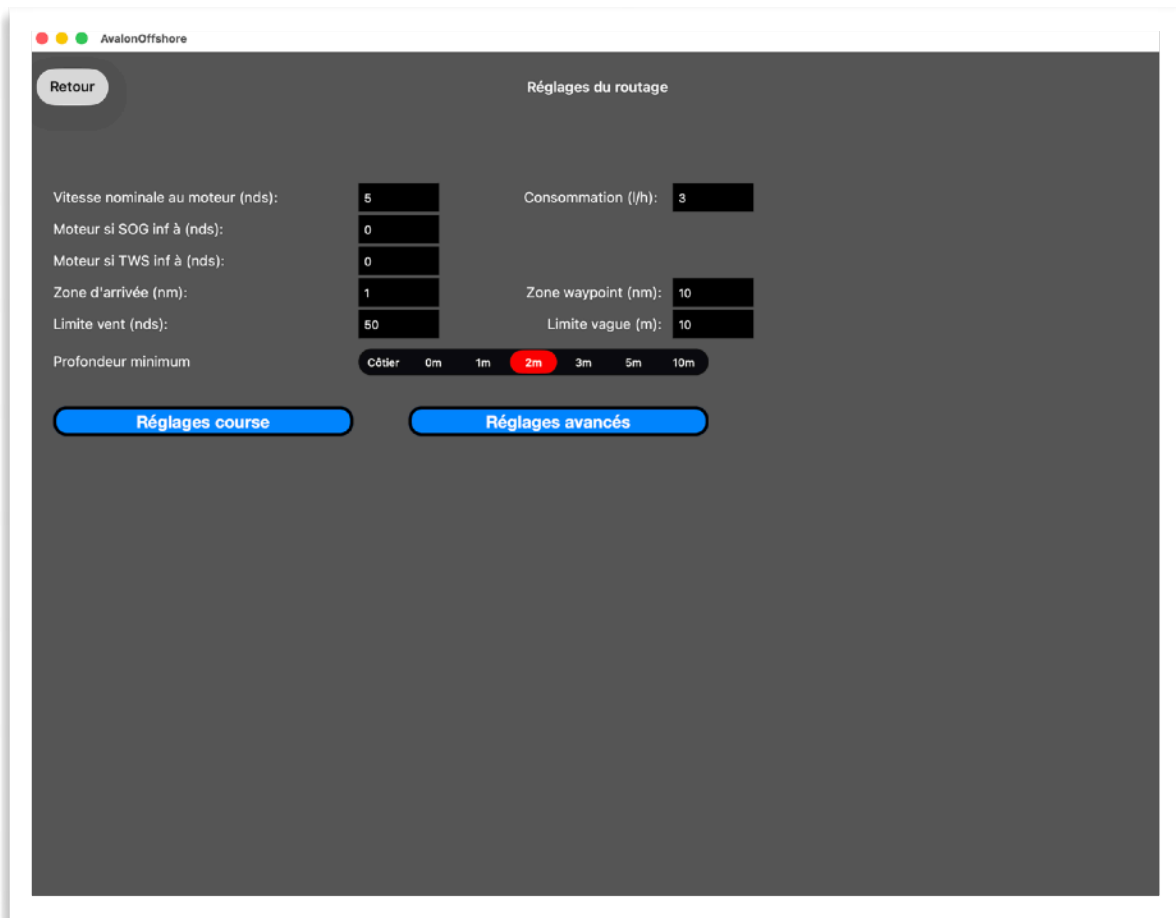 AvalonOffshore
Retour
Réglages du routage
Vitesse nominale au moteur (nds): 5 Consommation (l/h): 3
Moteur si SOG inf à (nds): 0
Moteur si TWS inf à (nds): 0
Zone d'arrivée (nm): 1 Zone waypoint (nm): 10
Limite vent (nds): 50 Limite vague (m): 10
Profondeur minimum Côtier 0m 1m 2m 3m 5m 10m
Réglages course Réglages avancés